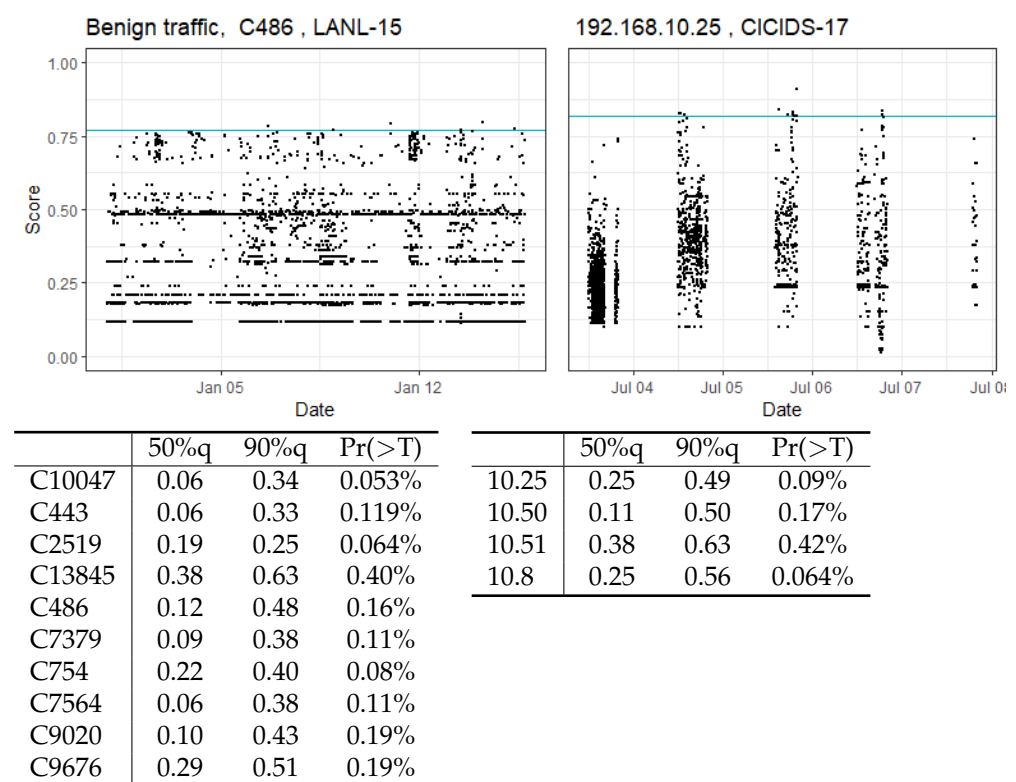 Benign traffic, C486 , LANL-15
192.168.10.25 , CICIDS-17
1.00
0.75
0.50
0.25
0.00
Score
Jan 05 Jan 12
Date
Jul 04 Jul 05 Jul 06 Jul 07 Jul 0
Date
50%q 90%q Pr(>T)
C10047 0.06 0.34 0.053%
C443 0.06 0.33 0.119%
C2519 0.19 0.25 0.064%
C13845 0.38 0.63 0.40%
C486 0.12 0.48 0.16%
C7379 0.09 0.38 0.11%
C754 0.22 0.40 0.08%
C7564 0.06 0.38 0.11%
C9020 0.10 0.43 0.19%
C9676 0.29 0.51 0.19%
50%q 90%q Pr(>T)
10.25 0.25 0.49 0.09%
10.50 0.11 0.50 0.17%
10.51 0.38 0.63 0.42%
10.8 0.25 0.56 0.064%